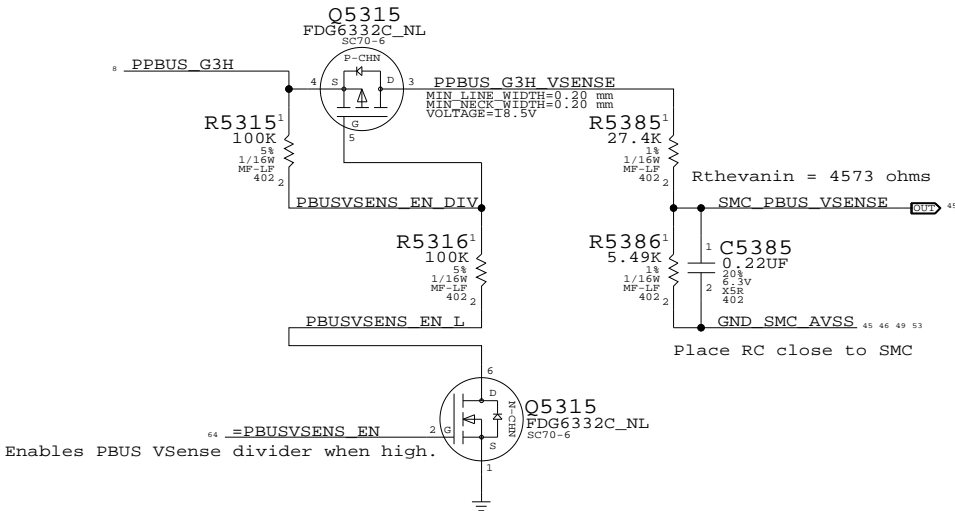 Q5315
FDG6332C_NL
SC70-6
P-CHN
8 PPBUS_G3H
4 S D 3
G
5
PPBUS_G3H_VSENSE
MIN_LINE_WIDTH=0.20 mm
MIN_NECK_WIDTH=0.20 mm
VOLTAGE=18.5V
R5315 1
100K
5%
1/16W
MF-LF
402 2
R5385 1
27.4K
1%
1/16W
MF-LF
402 2
Rthevanin = 4573 ohms
PBUSVSENS_EN_DIV
SMC_PBUS_VSENSE OUT 45
R5316 1
100K
5%
1/16W
MF-LF
402 2
R5386 1
5.49K
1%
1/16W
MF-LF
402 2
1 C5385
0.22UF
20%
6.3V
2 X5R
402
PBUSVSENS_EN_L
GND_SMC_AVSS 45 46 49 53
Place RC close to SMC
6
D
N-CHN
Q5315
FDG6332C_NL
SC70-6
64 =PBUSVSENS_EN 2 G
S
1
Enables PBUS VSense divider when high.